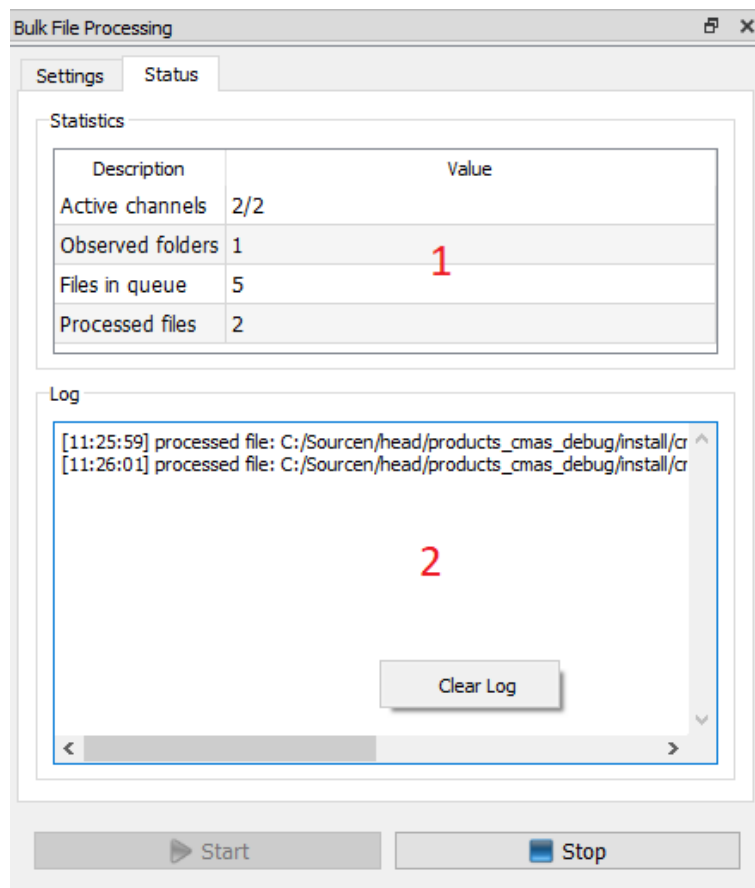 Bulk File Processing
Settings Status
Statistics
Description Value
Active channels 2/2
Observed folders 1
1
Files in queue 5
Processed files 2
Log
[11:25:59] processed file: C:/Sourcen/head/products_cmas_debug/install/cr
[11:26:01] processed file: C:/Sourcen/head/products_cmas_debug/install/cr
2
Clear Log
Start Stop